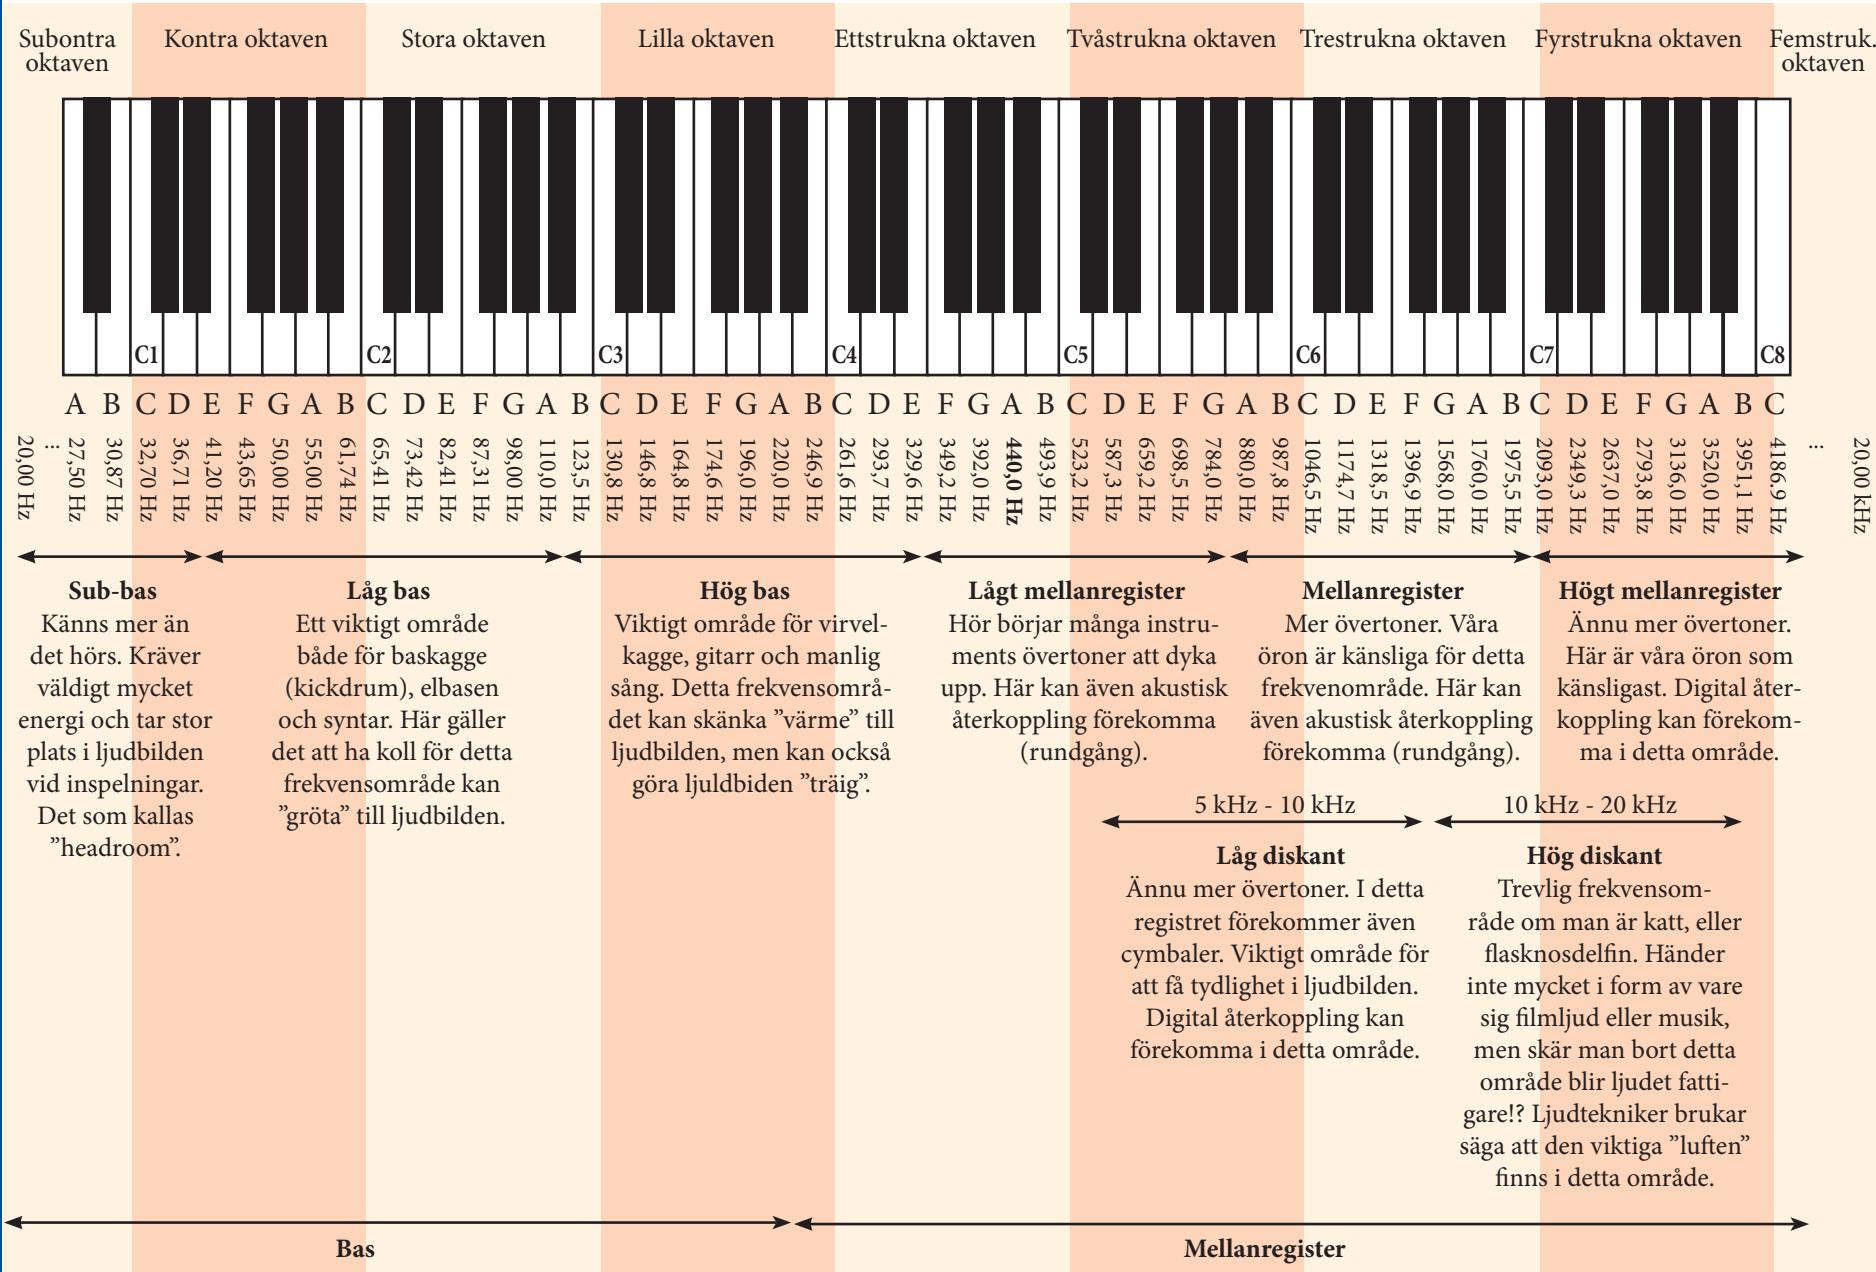 Subontra
oktaven
Kontra oktaven
Stora oktaven
Lilla oktaven
Ettstrukna oktaven
Tvåstrukna oktaven
Trestrukna oktaven
Fyrstrukna oktaven
Femstruk.
oktaven
C1 C2 C3 C4 C5 C6 C7 C8
A B C D E F G A B C D E F G A B C D E F G A B C D E F G A B C D E F G A B C D E F G A B C D E F G A B C
20,00 Hz
...
27,50 Hz
30,87 Hz
32,70 Hz
36,71 Hz
41,20 Hz
43,65 Hz
50,00 Hz
55,00 Hz
61,74 Hz
65,41 Hz
73,42 Hz
82,41 Hz
87,31 Hz
98,00 Hz
110,0 Hz
123,5 Hz
130,8 Hz
146,8 Hz
164,8 Hz
174,6 Hz
196,0 Hz
220,0 Hz
246,9 Hz
261,6 Hz
293,7 Hz
329,6 Hz
349,2 Hz
392,0 Hz
440,0 Hz
493,9 Hz
523,2 Hz
587,3 Hz
659,2 Hz
698,5 Hz
784,0 Hz
880,0 Hz
987,8 Hz
1046,5 Hz
1174,7 Hz
1318,5 Hz
1396,9 Hz
1568,0 Hz
1760,0 Hz
1975,5 Hz
2093,0 Hz
2349,3 Hz
2637,0 Hz
2793,8 Hz
3136,0 Hz
3520,0 Hz
3951,1 Hz
4186,9 Hz
...
20,00 kHz
Sub-bas
Känns mer än
det hörs. Kräver
väldigt mycket
energi och tar stor
plats i ljudbilden
vid inspelningar.
Det som kallas
”headroom”.
Låg bas
Ett viktigt område
både för baskagge
(kickdrum), elbasen
och syntar. Här gäller
det att ha koll för detta
frekvensområde kan
”gröta” till ljudbilden.
Hög bas
Viktigt område för virvel-
kagge, gitarr och manlig
sång. Detta frekvensområ-
det kan skänka ”värme” till
ljudbilden, men kan också
göra ljuldbiden ”träig”.
Lågt mellanregister
Hör börjar många instru-
ments övertoner att dyka
upp. Här kan även akustisk
återkoppling förekomma
(rundgång).
Mellanregister
Mer övertoner. Våra
öron är känsliga för detta
frekvenområde. Här kan
även akustisk återkoppling
förekomma (rundgång).
Högt mellanregister
Ännu mer övertoner.
Här är våra öron som
känsligast. Digital åter-
koppling kan förekom-
ma i detta område.
5 kHz - 10 kHz
Låg diskant
Ännu mer övertoner. I detta
registret förekommer även
cymbaler. Viktigt område för
att få tydlighet i ljudbilden.
Digital återkoppling kan
förekomma i detta område.
10 kHz - 20 kHz
Hög diskant
Trevlig frekvensom-
råde om man är katt, eller
flasknosdelfin. Händer
inte mycket i form av vare
sig filmljud eller musik,
men skär man bort detta
område blir ljudet fatti-
gare!? Ljudtekniker brukar
säga att den viktiga ”luften”
finns i detta område.
Bas
Mellanregister